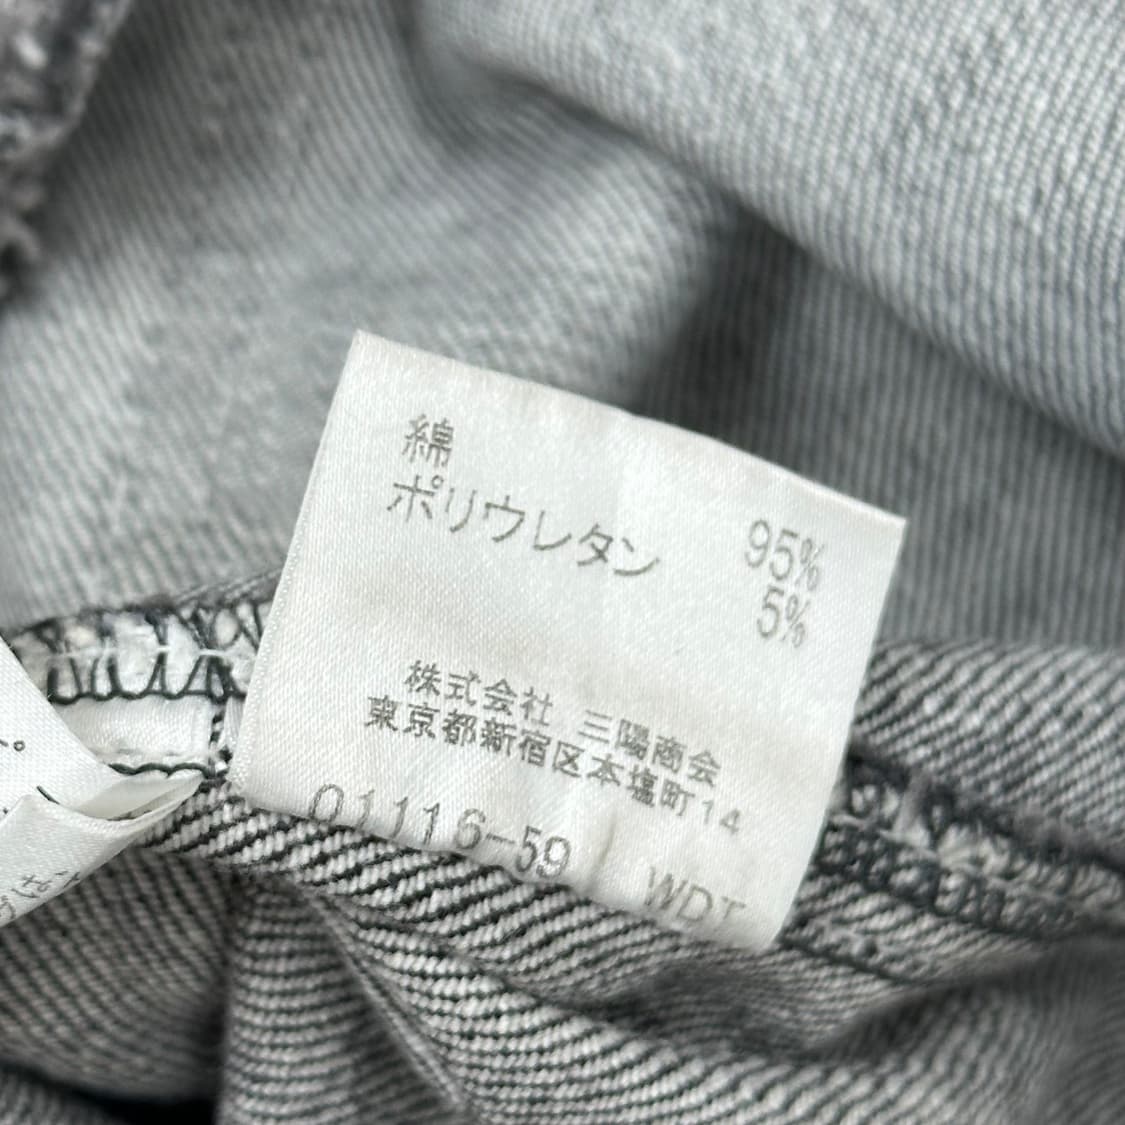 綿 95%
ポリウレタン 5%
株式会社 三陽商会
東京都新宿区本塩町14
01116-59 WDT